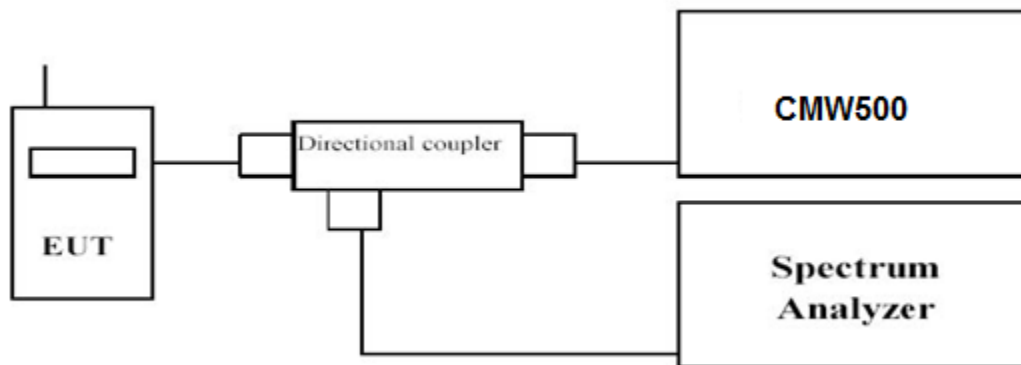 EUT
Directional coupler
CMW500
Spectrum
Analyzer